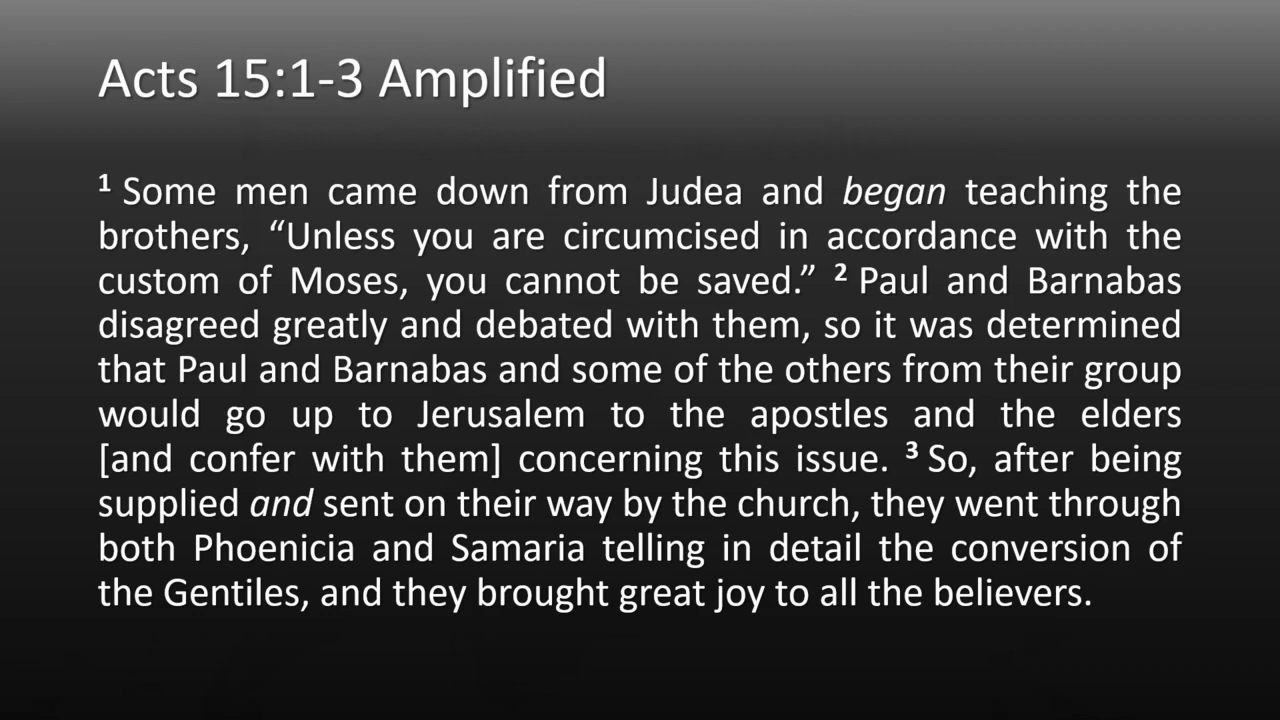 Acts 15:1-3 Amplified
1 Some men came down from Judea and began teaching the
brothers, “Unless you are circumcised in accordance with the
custom of Moses, you cannot be saved.” 2 Paul and Barnabas
disagreed greatly and debated with them, so it was determined
that Paul and Barnabas and some of the others from their group
would go up to Jerusalem to the apostles and the elders
[and confer with them] concerning this issue. 3 So, after being
supplied and sent on their way by the church, they went through
both Phoenicia and Samaria telling in detail the conversion of
the Gentiles, and they brought great joy to all the believers.